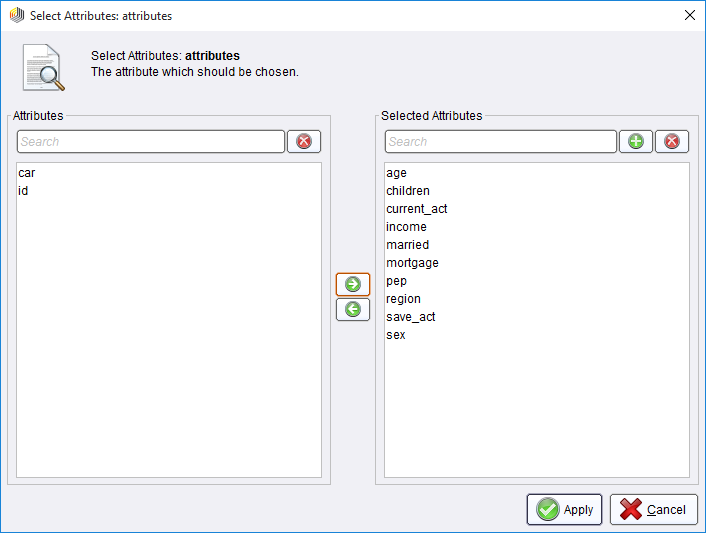 Select Attributes: attributes
Select Attributes: attributes
The attribute which should be chosen.
Attributes
Search
car
id
Selected Attributes
Search
age
children
current_act
income
married
mortgage
pep
region
save_act
sex
Apply
Cancel